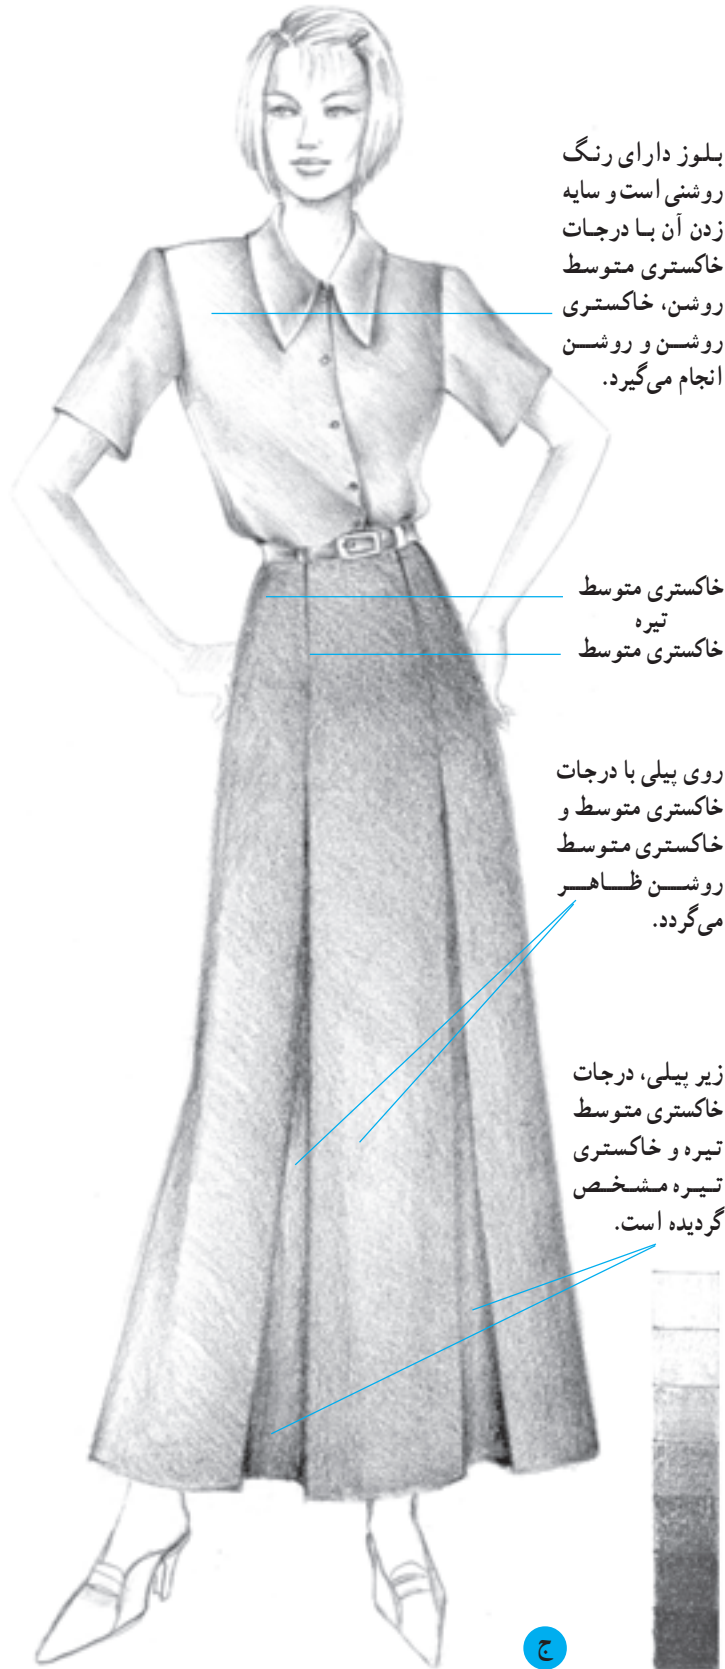 بلوز دارای رنگ
روشنی است و سایه
زدن آن با درجات
خاکستری متوسط
روشن، خاکستری
روشن و روشن
انجام می‌گیرد.
خاکستری متوسط
تیره
خاکستری متوسط
روی پیلی با درجات
خاکستری متوسط و
خاکستری متوسط
روشن ظاهر
می‌گردد.
زیر پیلی، درجات
خاکستری متوسط
تیره و خاکستری
تیره مشخص
گردیده است.
ج